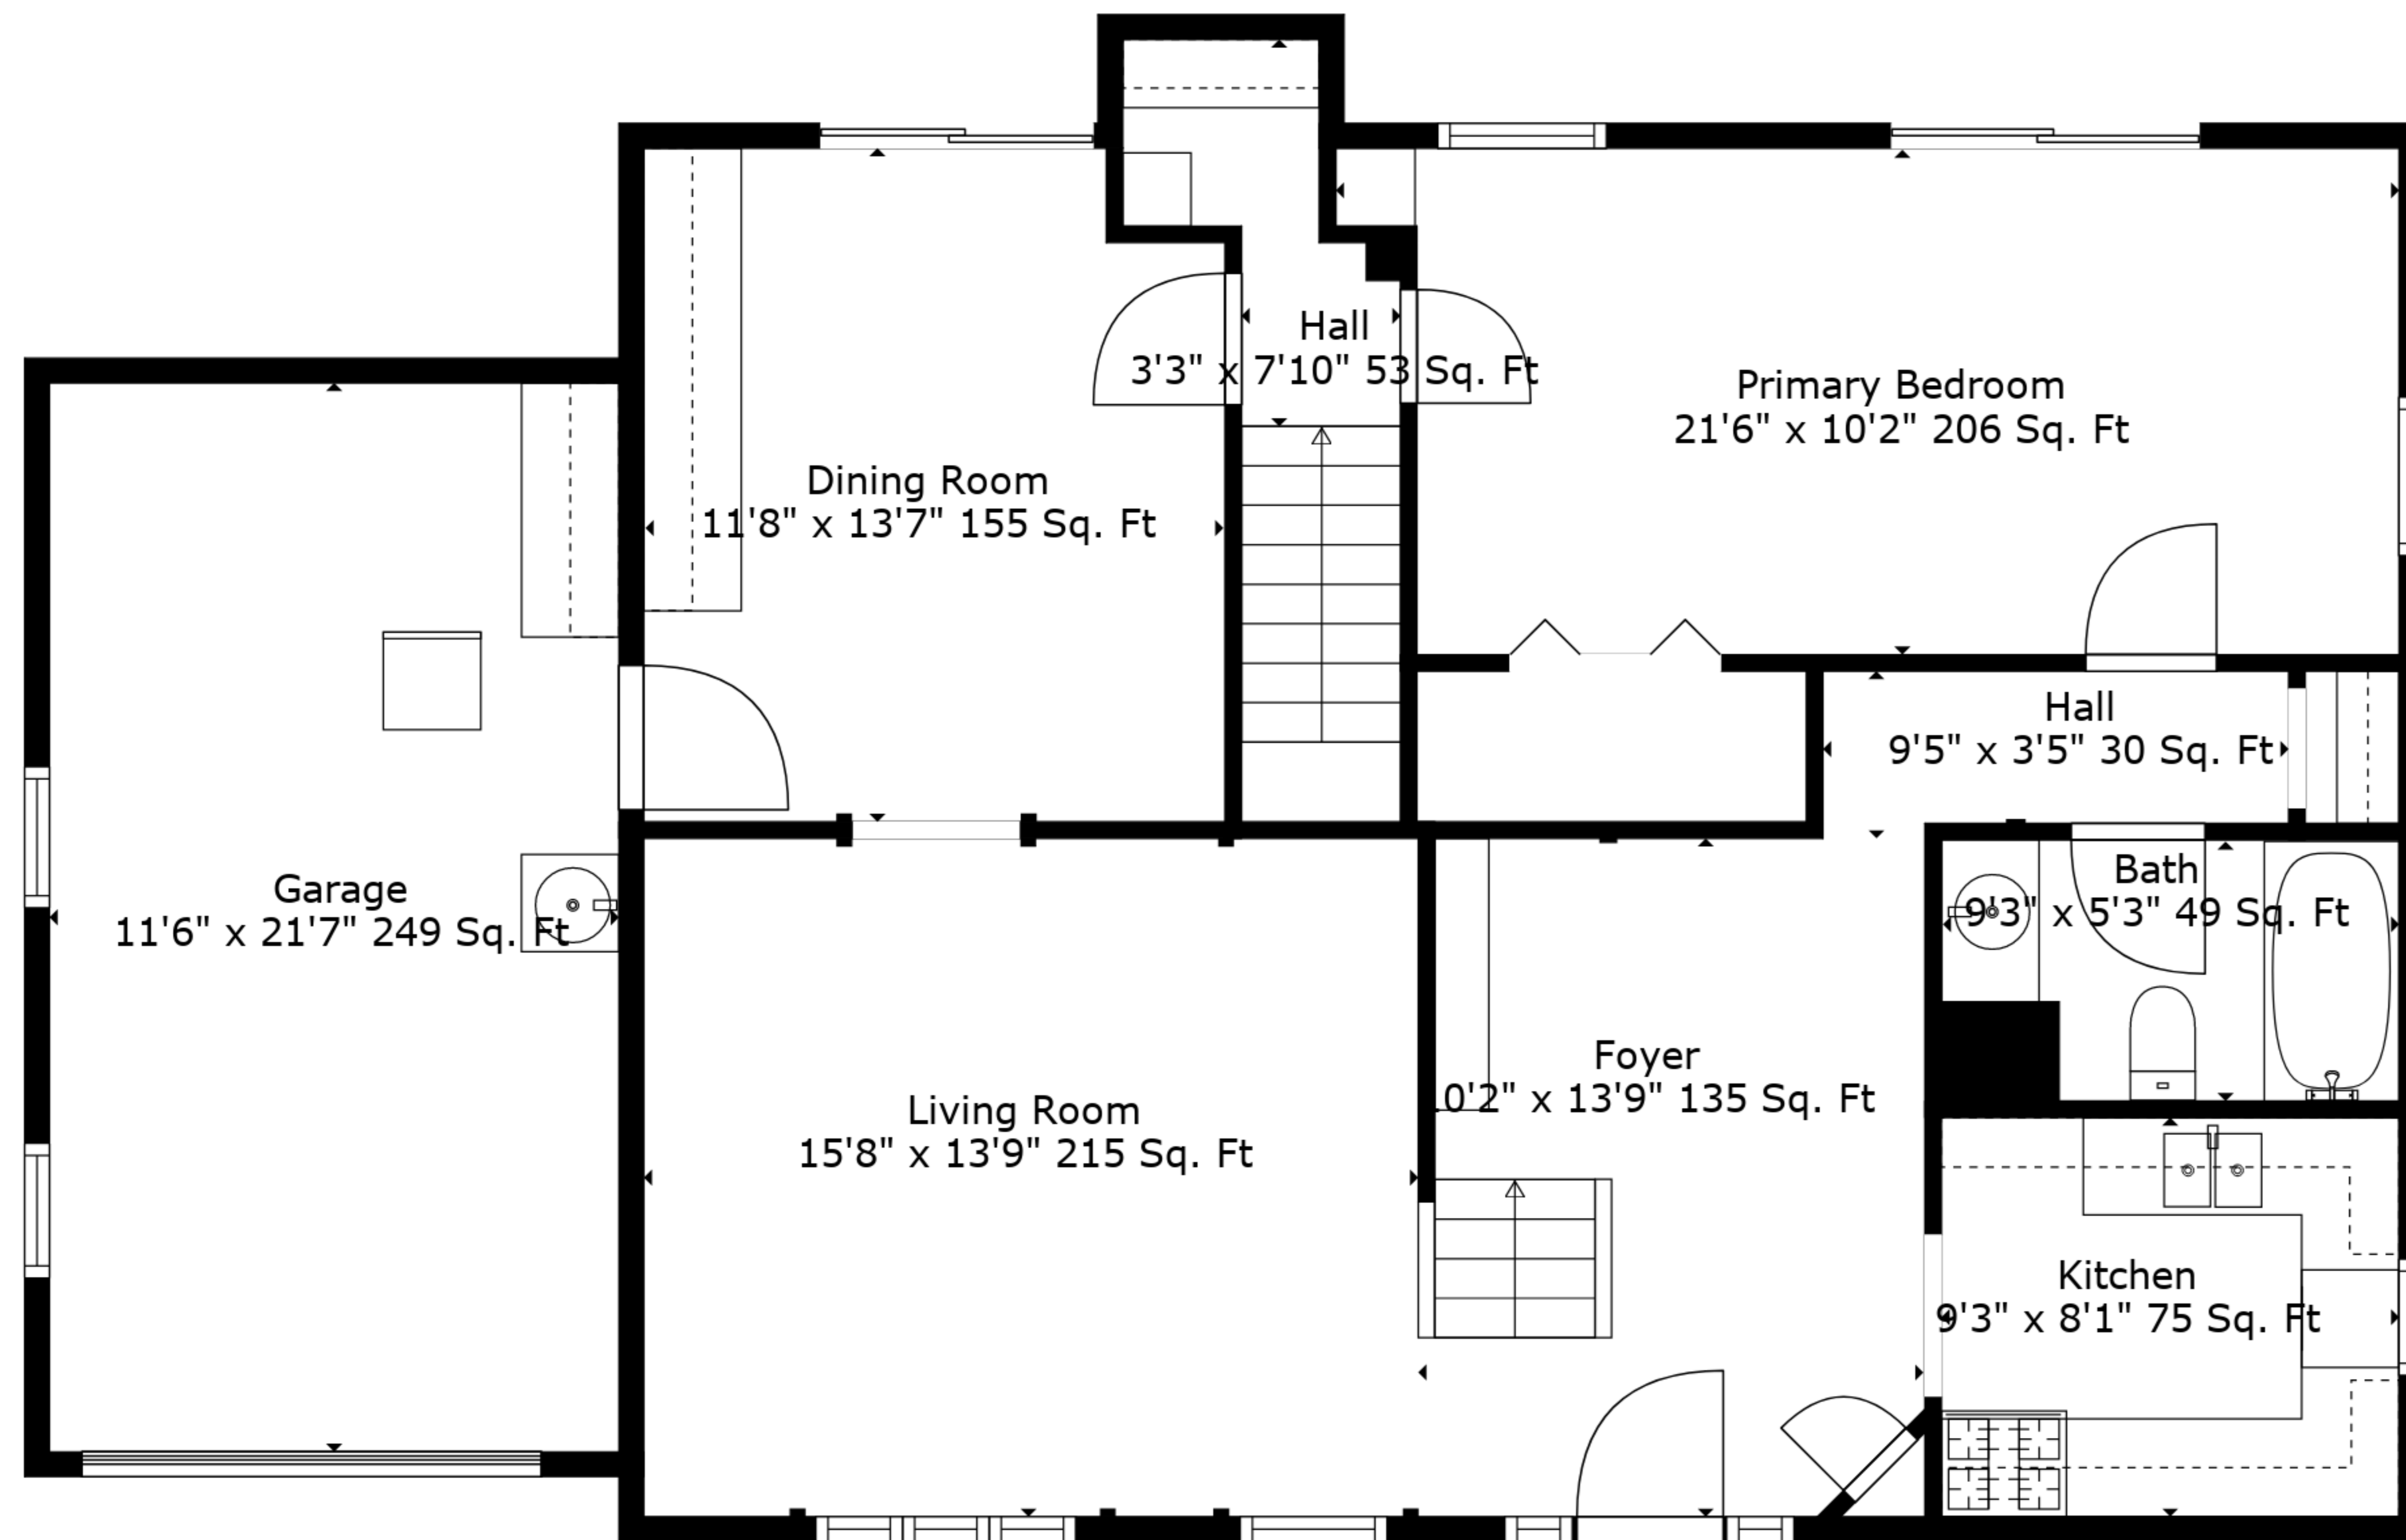 Hall
3'3" x 7'10" 53 Sq. Ft
Primary Bedroom
21'6" x 10'2" 206 Sq. Ft
Dining Room
11'8" x 13'7" 155 Sq. Ft
Hall
9'5" x 3'5" 30 Sq. Ft
Garage
11'6" x 21'7" 249 Sq. Ft
Bath
9'3" x 5'3" 49 Sq. Ft
Foyer
0'2" x 13'9" 135 Sq. Ft
Living Room
15'8" x 13'9" 215 Sq. Ft
Kitchen
9'3" x 8'1" 75 Sq. Ft